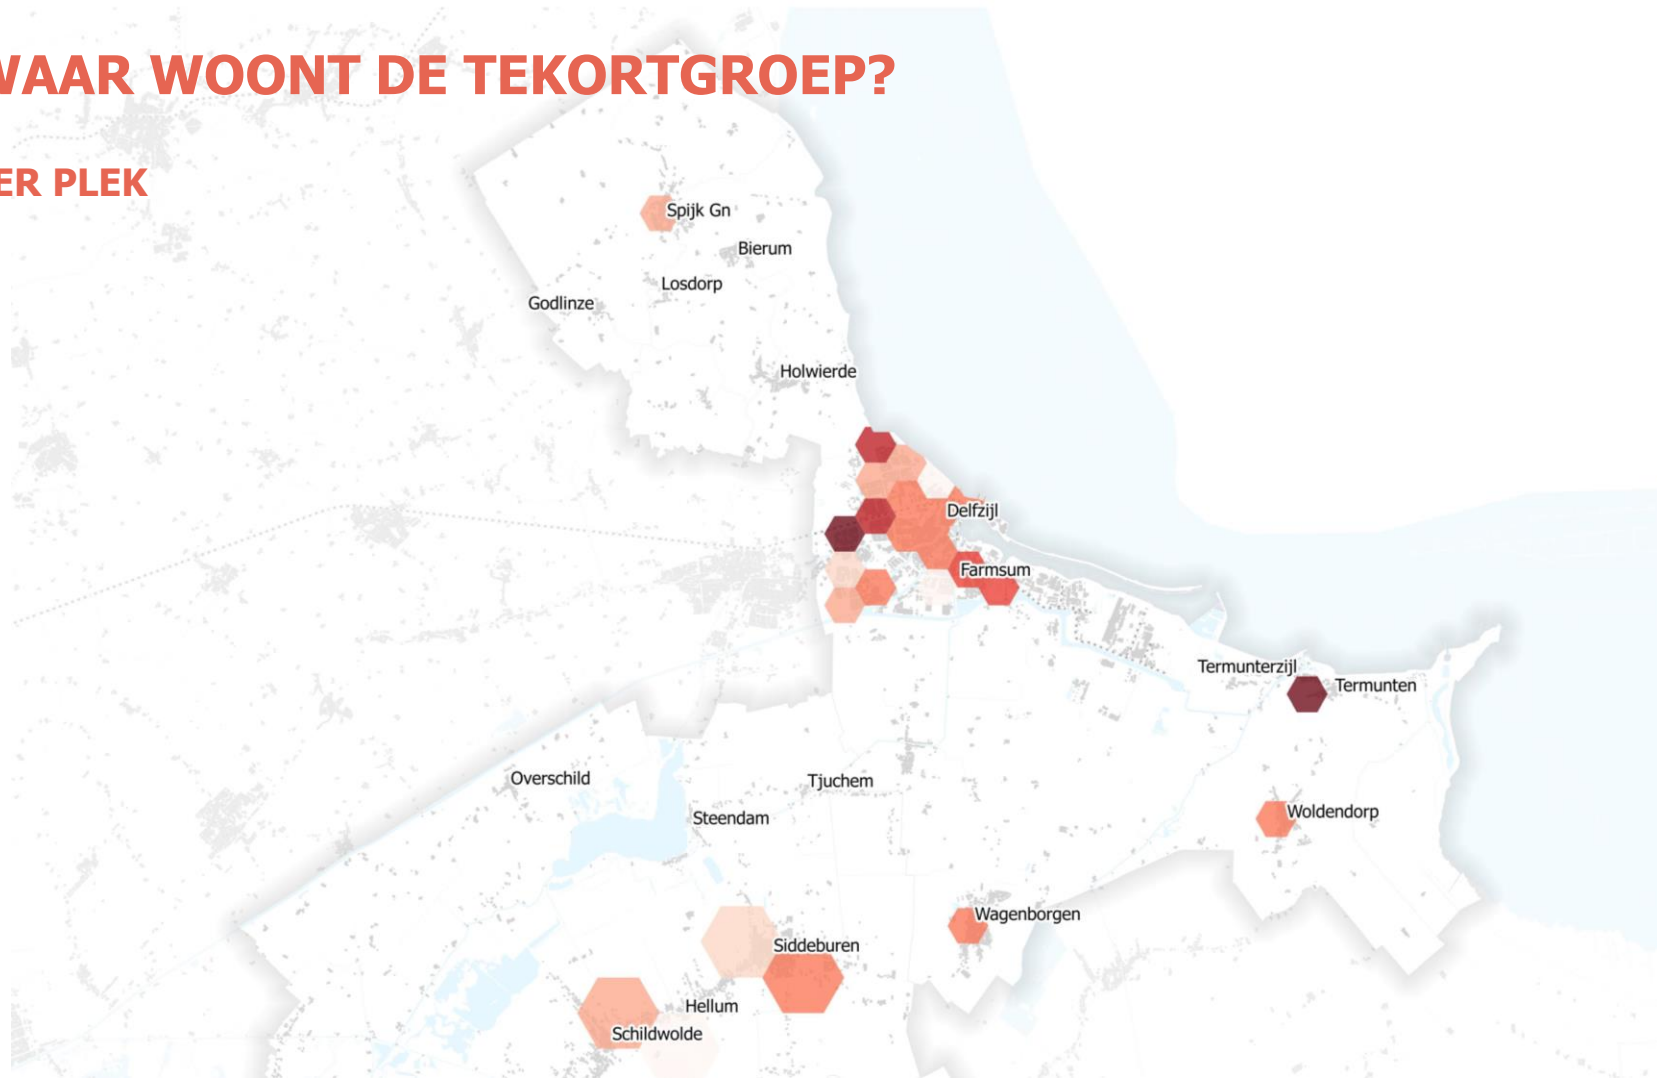 WAAR WOONT DE TEKORTGROEP?
ER PLEK
Spijk Gn
Bierum
Losdorp
Godlinze
Holwierde
Delfzijl
Farmsum
Termunterzijl
Termunten
Overschild
Tjuchem
Steendam
Woldendorp
Wagenborgen
Siddeburen
Hellum
Schildwolde